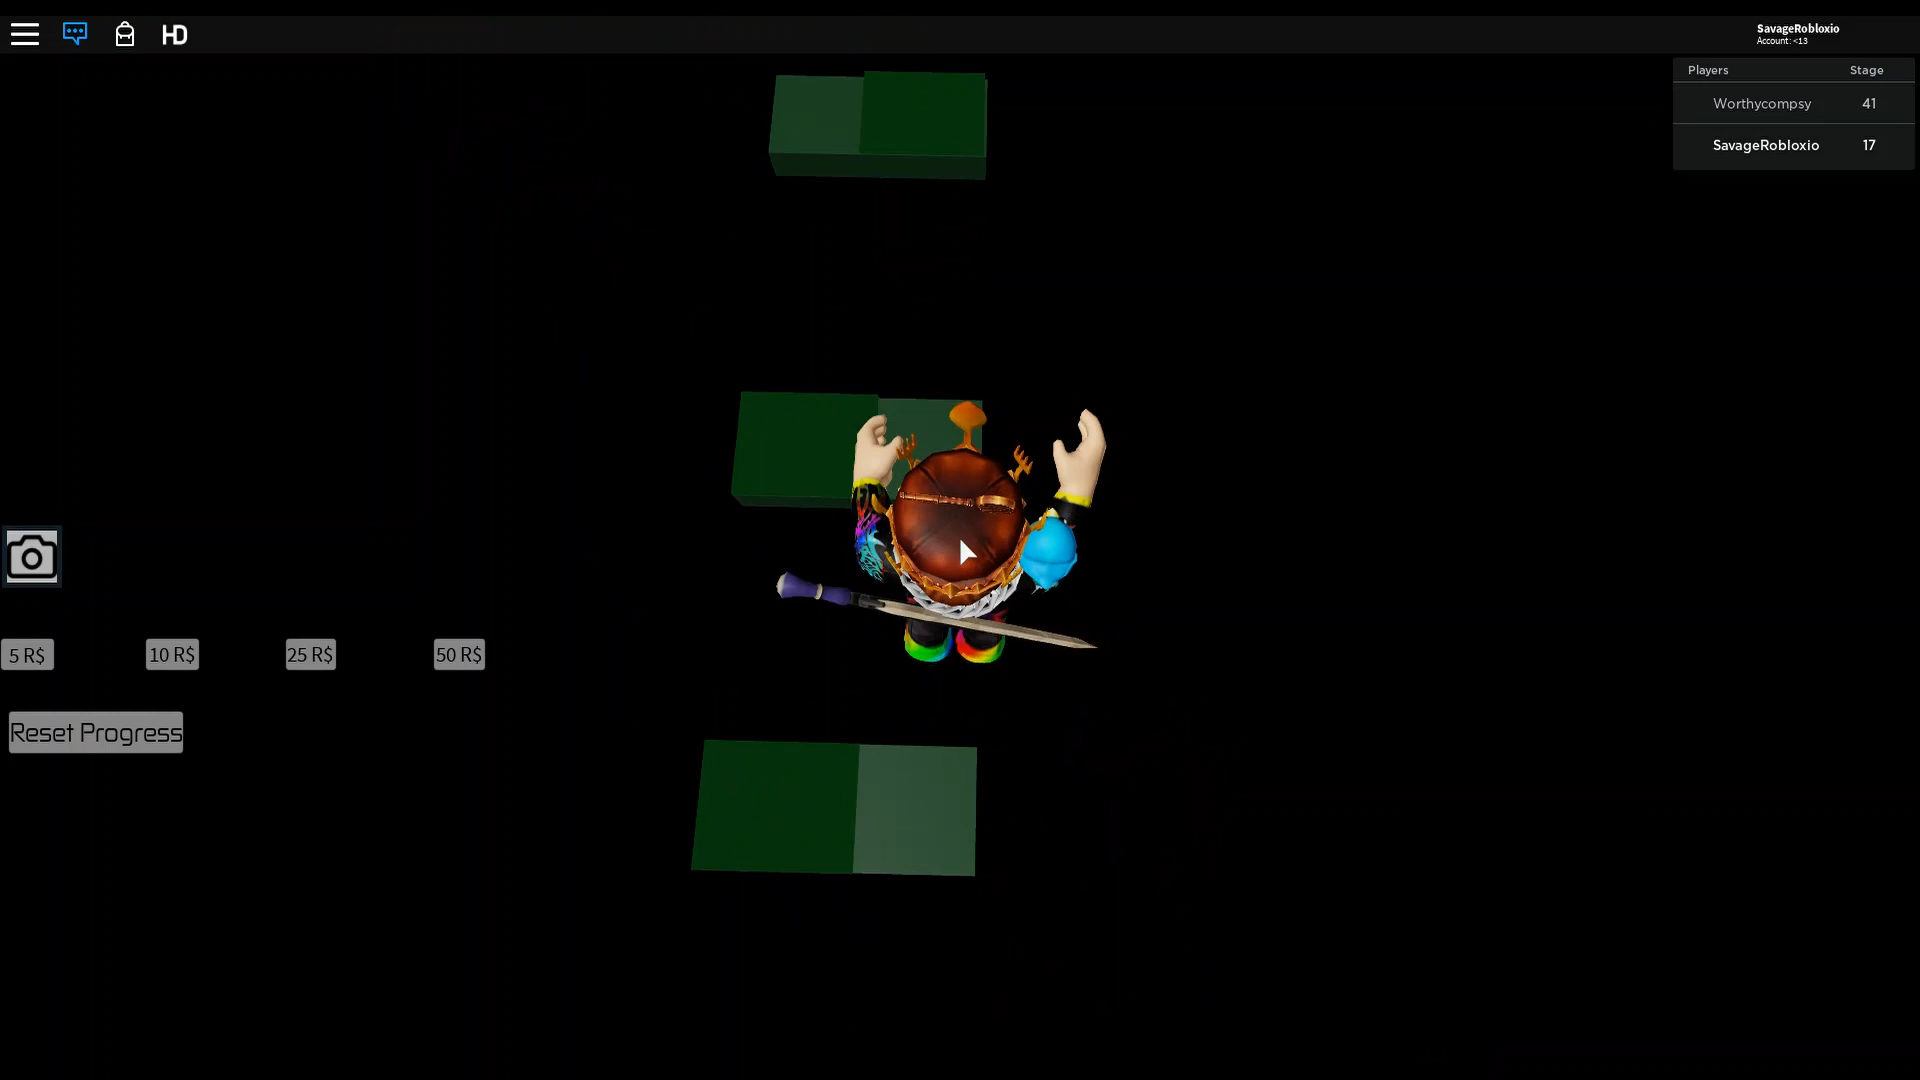 HD
SavageRobloxio
Account: <13
Players Stage
Worthycompsy 41
SavageRobloxio 17
5 R$ 10 R$ 25 R$ 50 R$
Reset Progress